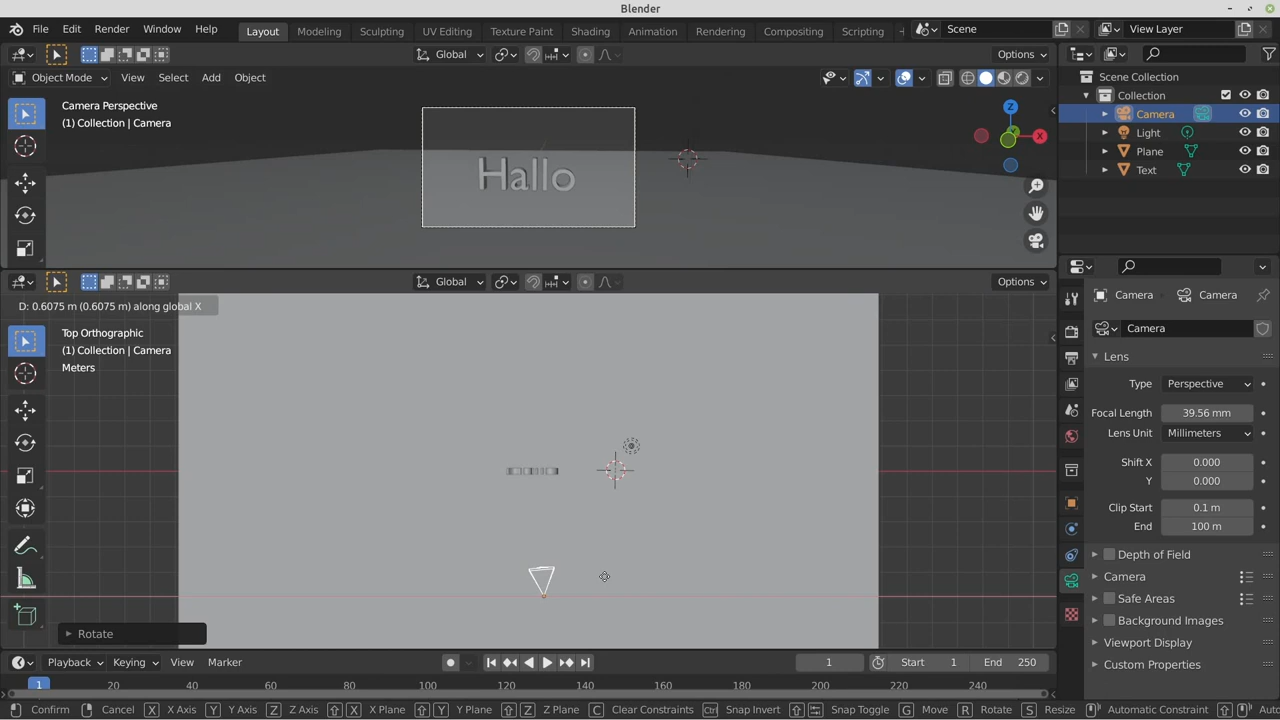 Blender
File Edit Render Window Help Layout Modeling Sculpting UV Editing Texture Paint Shading Animation Rendering Compositing Scripting Scene View Layer
Global Options
Object Mode View Select Add Object
Scene Collection
Collection
Camera
Light
Plane
Text
Camera Perspective
(1) Collection | Camera
Z
X
Hallo
Global Options
D: 0.6075 m (0.6075 m) along global X
Top Orthographic
(1) Collection | Camera
Meters
Rotate
Camera Camera
Camera
Lens
Type Perspective
Focal Length 39.56 mm
Lens Unit Millimeters
Shift X 0.000
Y 0.000
Clip Start 0.1 m
End 100 m
Depth of Field
Camera
Safe Areas
Background Images
Viewport Display
Custom Properties
Playback Keying View Marker 1 Start 1 End 250
1 20 40 60 80 100 120 140 160 180 200 220 240
Confirm Cancel X X Axis Y Y Axis Z Z Axis X X Plane Y Y Plane Z Z Plane C Clear Constraints Ctrl Snap Invert Snap Toggle G Move R Rotate S Resize Automatic Constraint Auto